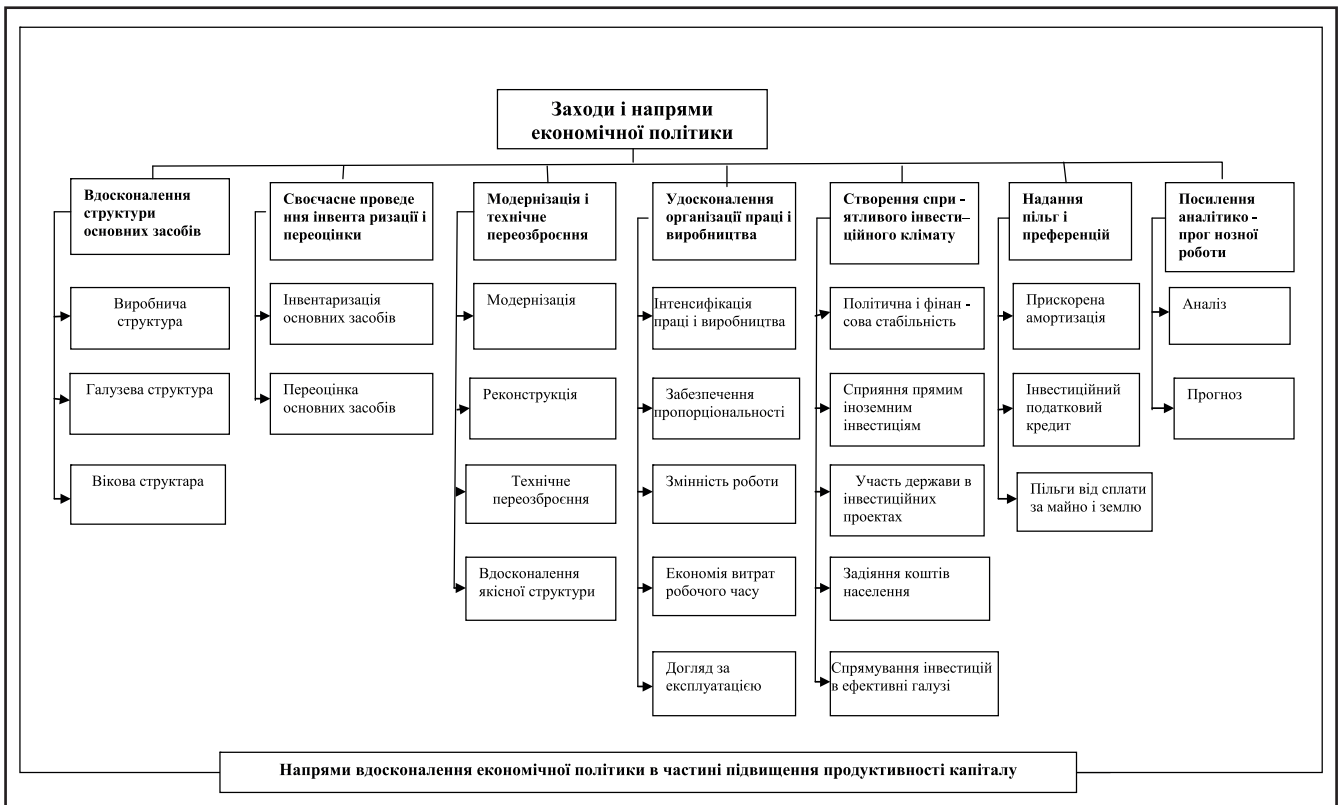 Заходи і напрями
економічної політики
Вдосконалення
структури
основних засобів
Виробнича
структура
Галузева структура
Вікова структара
Своєчасне проведе
ння інвента ризації і
переоцінки
Інвентаризація
основних засобів
Переоцінка
основних засобів
Модернізація і
технічне
переозброєння
Модернізація
Реконструкція
Технічне
переозброєння
Вдосконалення
якісної структури
Удосконалення
організації праці і
виробництва
Інтенсифікація
праці і виробництва
Забезпечення
пропорціональності
Змінність роботи
Економія витрат
робочого часу
Догляд за
експлуатацією
Створення спри -
ятливого інвести–
ційного клімату
Політична і фінан -
сова стабільність
Сприяння прямим
іноземним
інвестиціям
Участь держави в
інвестиційних
проектах
Задіяння коштів
населення
Спрямування інвестицій
в ефективні галузі
Надання
пільг і
преференцій
Прискорена
амортизація
Інвестиційний
податковий
кредит
Пільги від сплати
за майно і землю
Посилення
аналітико -
прог нозної
роботи
Аналіз
Прогноз
Напрями вдосконалення економічної політики в частині підвищення продуктивності капіталу